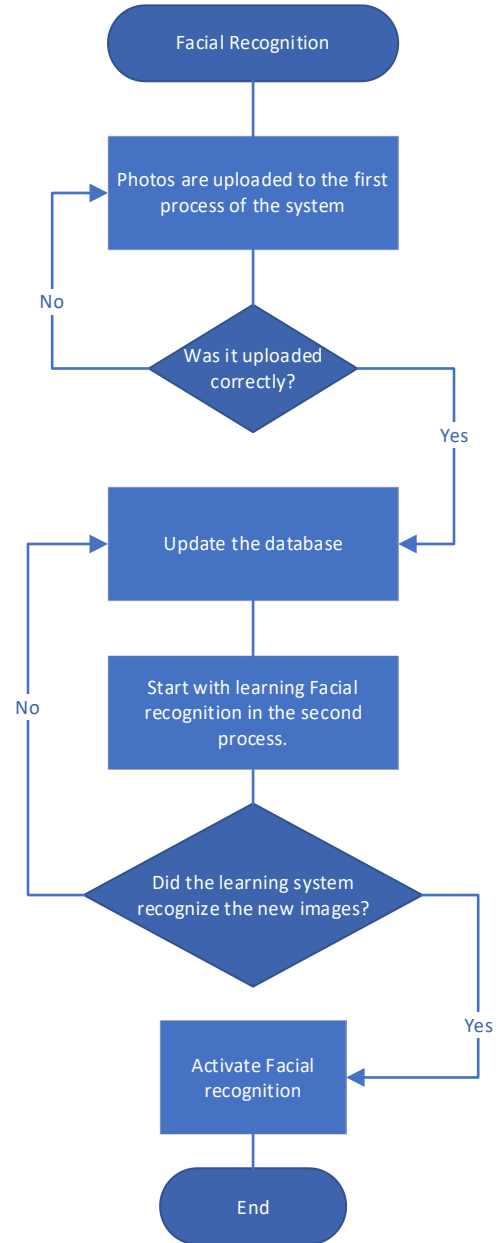 Facial Recognition
Photos are uploaded to the first
process of the system
No
Was it uploaded
correctly?
Yes
Update the database
Start with learning Facial
recognition in the second
process.
No
Did the learning system
recognize the new images?
Yes
Activate Facial
recognition
End